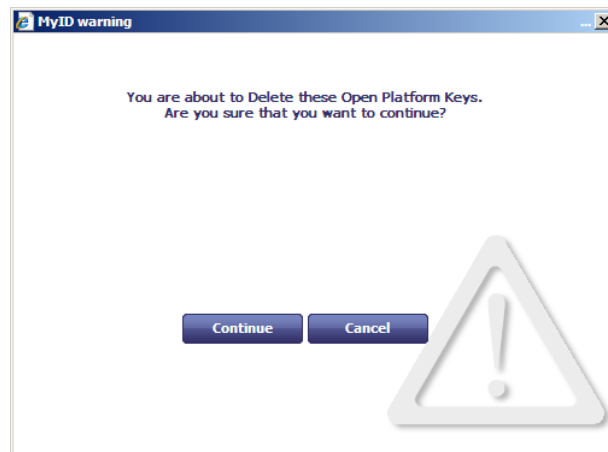 MyID warning
...
You are about to Delete these Open Platform Keys.
Are you sure that you want to continue?
Continue
Cancel